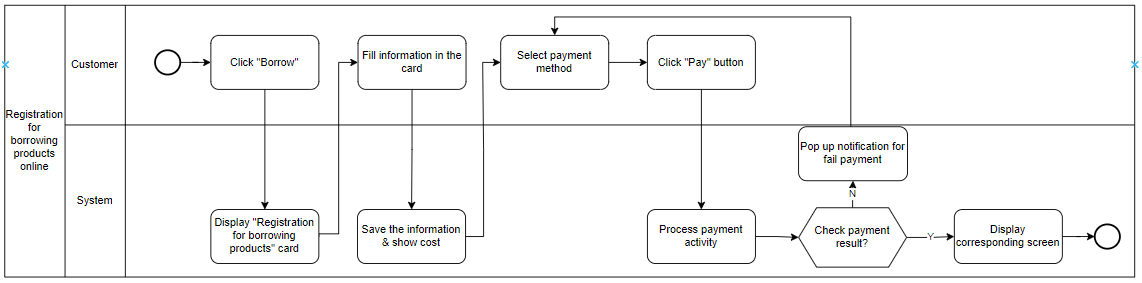 Registration
for
borrowing
products
online
Customer
Click "Borrow"
Fill information in the
card
Select payment
method
Click "Pay" button
System
Display "Registration
for borrowing
products" card
Save the information
& show cost
Process payment
activity
Check payment
result?
N
Pop up notification for
fail payment
Y
Display
corresponding screen